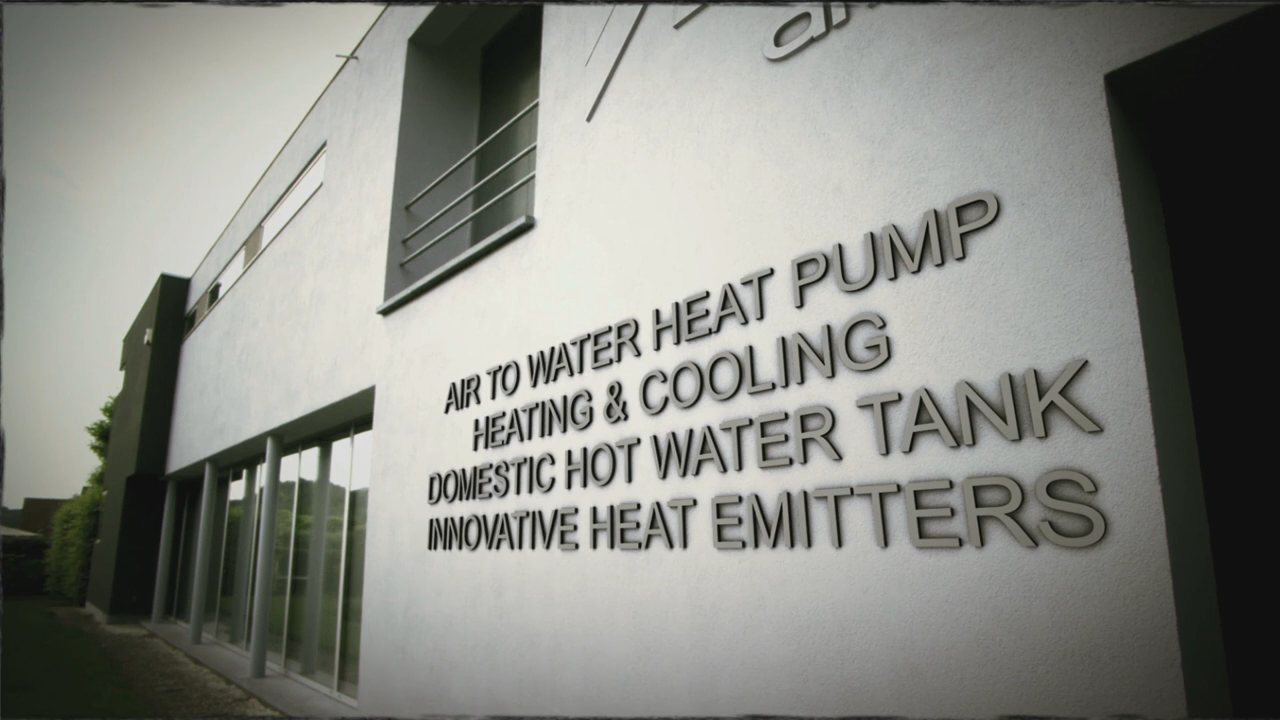 AIR TO WATER HEAT PUMP
HEATING & COOLING
DOMESTIC HOT WATER TANK
INNOVATIVE HEAT EMITTERS